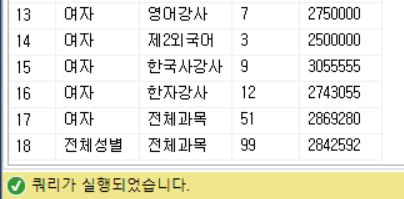 13 여자 영어강사 7 2750000
14 여자 제2외국어 3 2500000
15 여자 한국사강사 9 3055555
16 여자 한자강사 12 2743055
17 여자 전체과목 51 2869280
18 전체성별 전체과목 99 2842592
쿼리가 실행되었습니다.